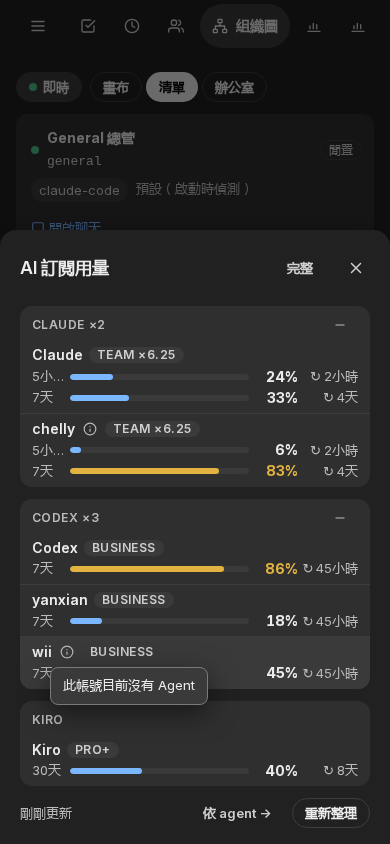 組織圖
即時 畫布 清單 辦公室
General 總管
general
閒置
claude-code 預設（啟動時偵測）
開啟聊天
AI 訂閱用量 完整
CLAUDE ×2
Claude TEAM ×6.25
5小… 24% ↻ 2小時
7天 33% ↻ 4天
chelly TEAM ×6.25
5小… 6% ↻ 2小時
7天 83% ↻ 4天
CODEX ×3
Codex BUSINESS
7天 86% ↻ 45小時
yanxian BUSINESS
7天 18% ↻ 45小時
wii BUSINESS
7天 45% ↻ 45小時
此帳號目前沒有 Agent
KIRO
Kiro PRO+
30天 40% ↻ 8天
剛剛更新 依 agent → 重新整理